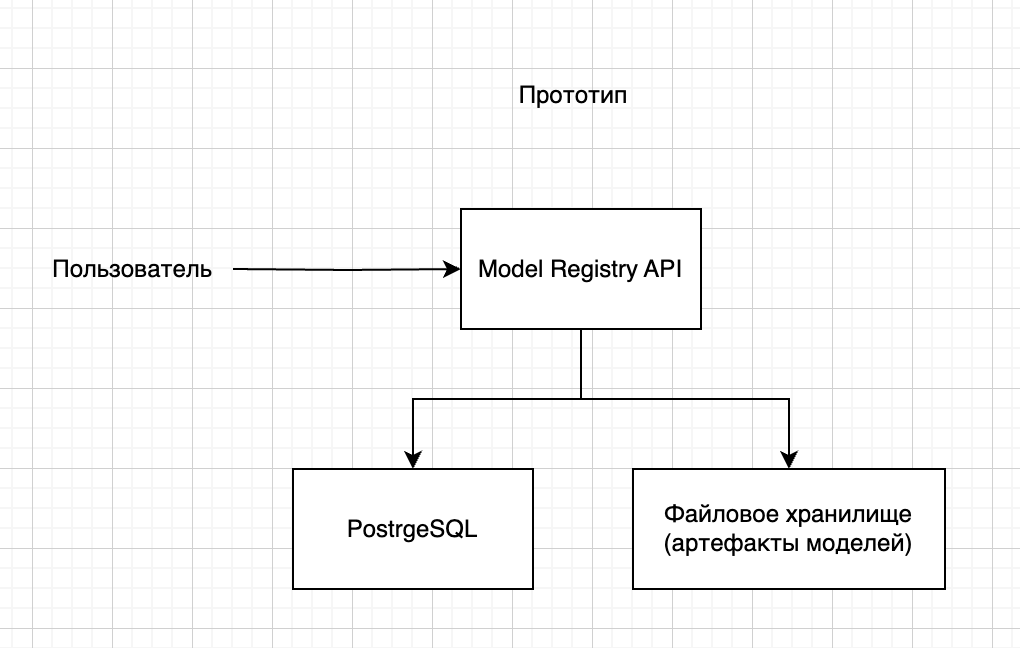 Прототип
Пользователь
Model Registry API
PostrgeSQL
Файловое хранилище
(артефакты моделей)